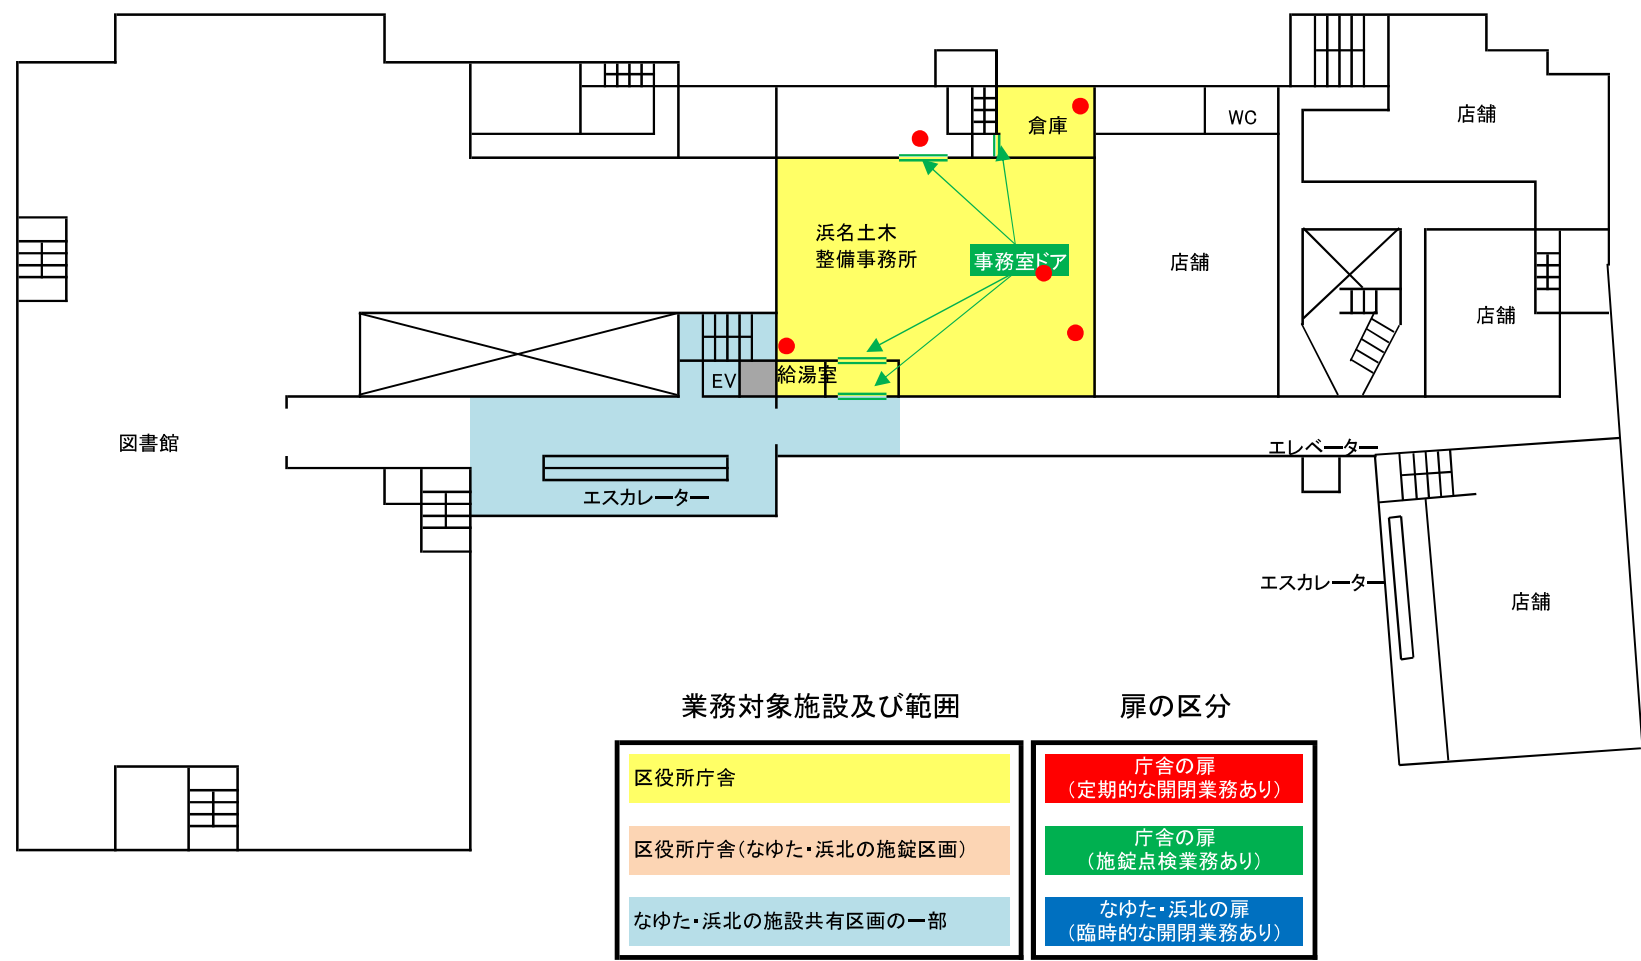 店舗
WC
倉庫
浜名土木
整備事務所
事務室ドア
店舗
店舗
給湯室
EV
図書館
エレベーター
エスカレーター
エスカレーター
店舗
業務対象施設及び範囲
区役所庁舎
区役所庁舎（なゆた・浜北の施錠区画）
なゆた・浜北の施設共有区画の一部
扉の区分
庁舎の扉
（定期的な開閉業務あり）
庁舎の扉
（施錠点検業務あり）
なゆた・浜北の扉
（臨時的な開閉業務あり）